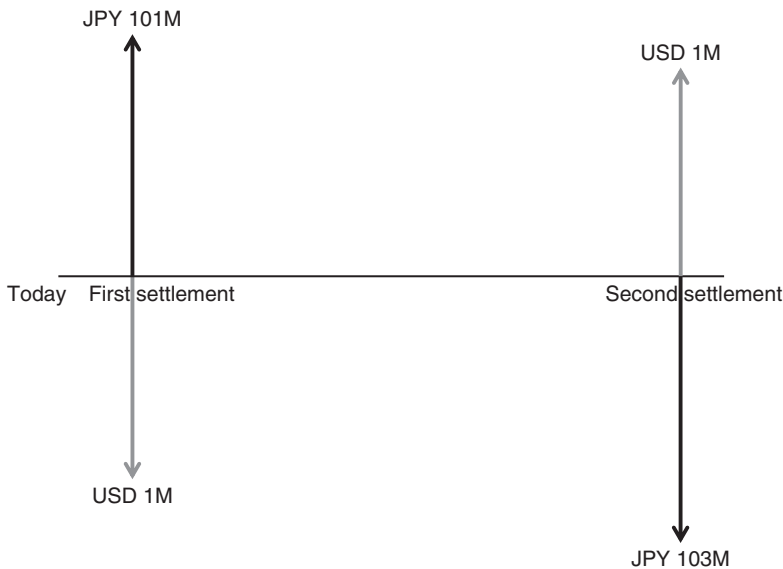 JPY 101M
USD 1M
Today First settlement Second settlement
USD 1M
JPY 103M